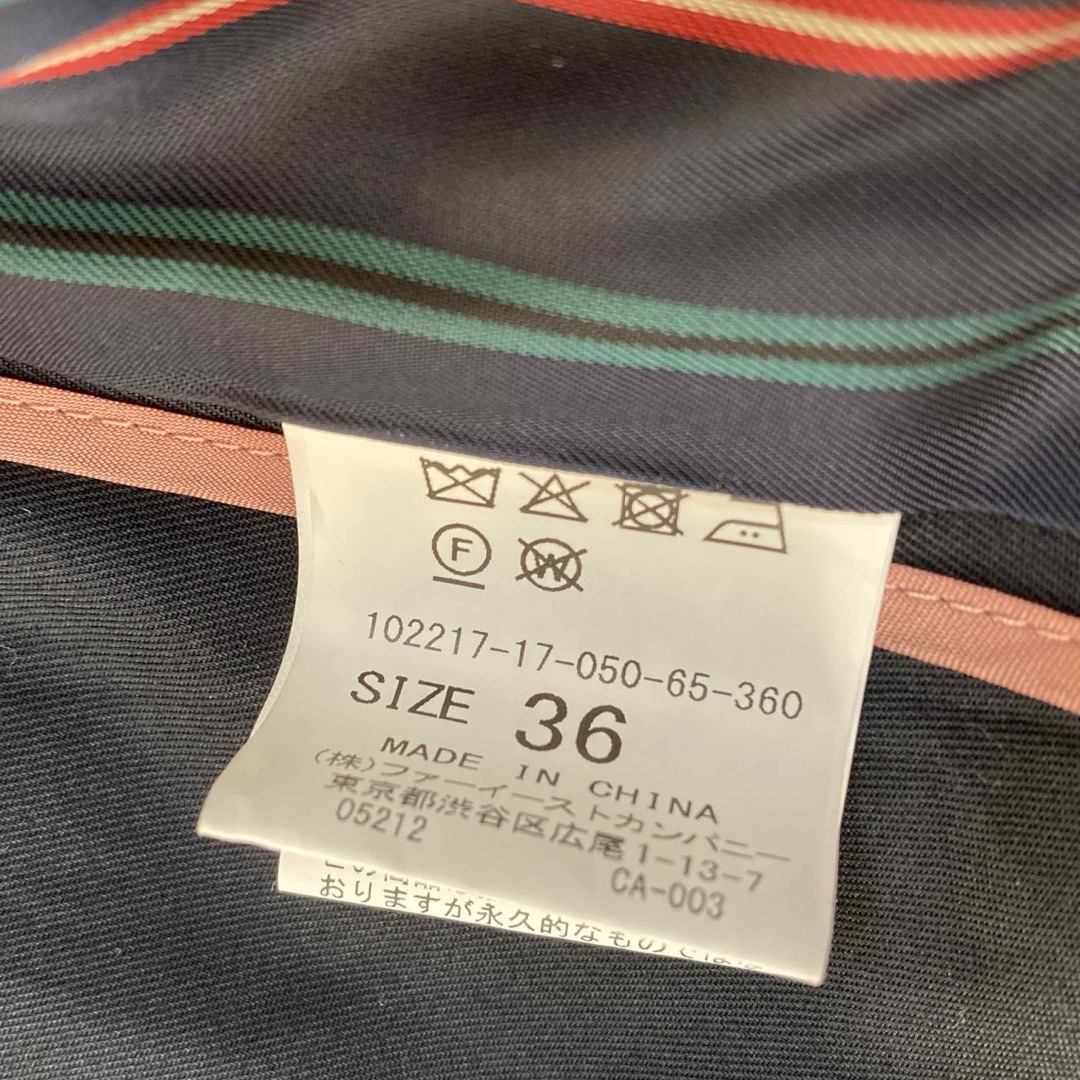 F
W
102217-17-050-65-360
SIZE 36
MADE IN CHINA
(株)ファーイーストカンパニー
東京都渋谷区広尾1-13-7
05212 CA-003
おりますが永久的なもので